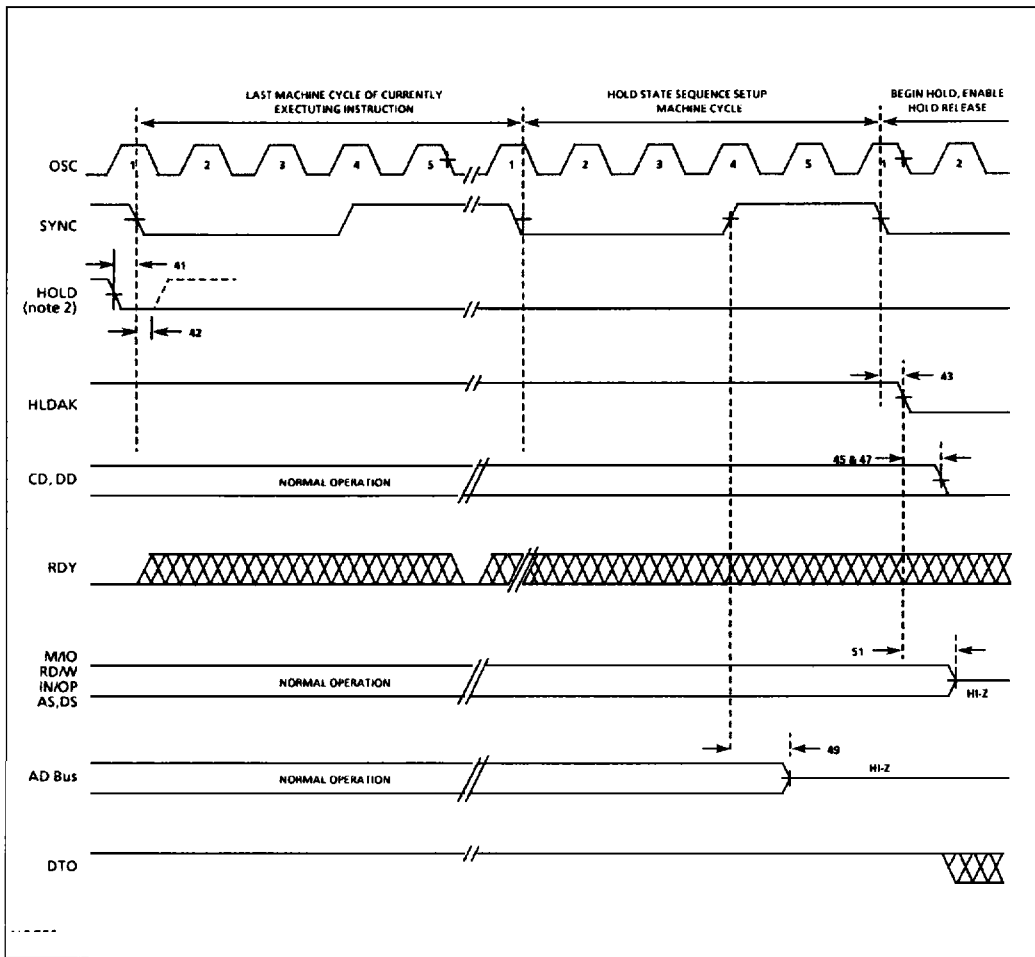 LAST MACHINE CYCLE OF CURRENTLY
EXECTUTING INSTRUCTION
HOLD STATE SEQUENCE SETUP
MACHINE CYCLE
BEGIN HOLD, ENABLE
HOLD RELEASE
OSC
1 2 3 4 5 1 2 3 4 5 1 2
SYNC
41
HOLD
(note 2)
42
HLDAK
43
CD, DD
NORMAL OPERATION
45 & 47
RDY
M/IO
RD/W
IN/OP
AS,DS
NORMAL OPERATION
51
HI-Z
AD Bus
NORMAL OPERATION
49
HI-Z
DTO